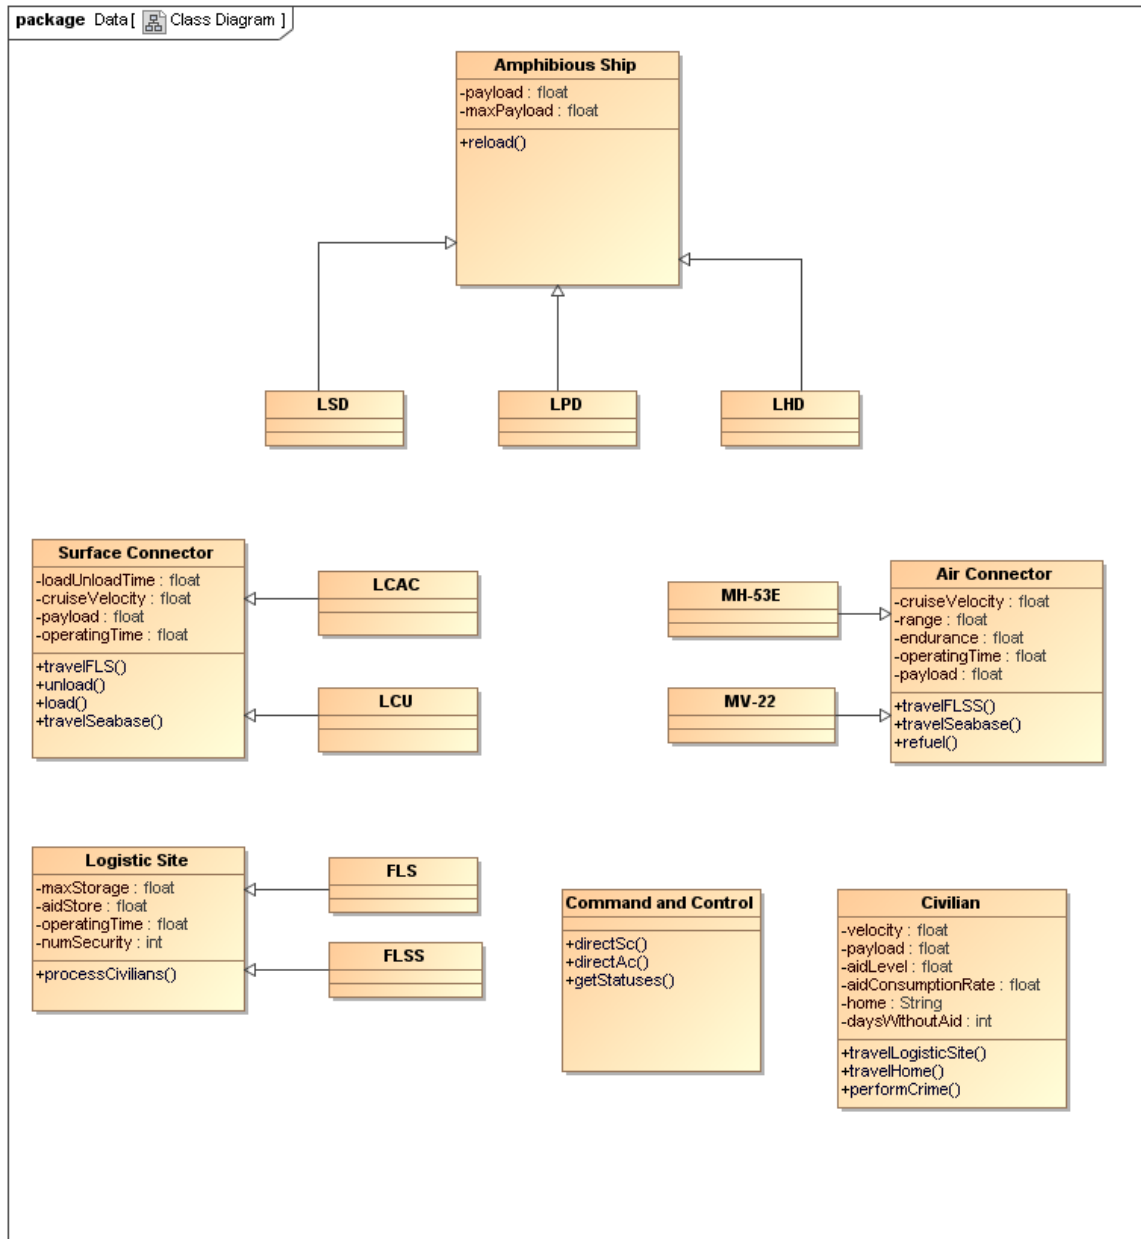 package Data [ Class Diagram ]
Amphibious Ship
-payload : float
-maxPayload : float
+reload()
LSD
LPD
LHD
Surface Connector
-loadUnloadTime : float
-cruiseVelocity : float
-payload : float
-operatingTime : float
+travelFLS()
+unload()
+load()
+travelSeabase()
LCAC
LCU
MH-53E
MV-22
Air Connector
-cruiseVelocity : float
-range : float
-endurance : float
-operatingTime : float
-payload : float
+travelFLSS()
+travelSeabase()
+refuel()
Logistic Site
-maxStorage : float
-aidStore : float
-operatingTime : float
-numSecurity : int
+processCivilians()
FLS
FLSS
Command and Control
+directSc()
+directAc()
+getStatuses()
Civilian
-velocity : float
-payload : float
-aidLevel : float
-aidConsumptionRate : float
-home : String
-daysWithoutAid : int
+travelLogisticSite()
+travelHome()
+performCrime()